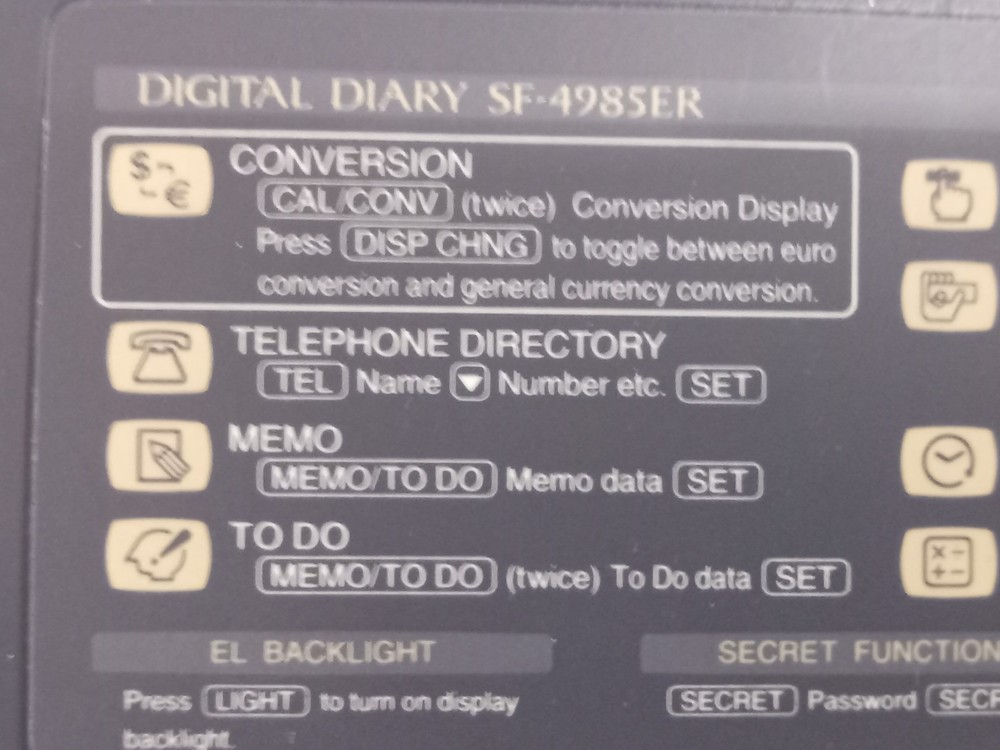 DIGITAL DIARY SF-4985ER
CONVERSION
CAL/CONV (twice) Conversion Display
Press DISP CHNG to toggle between euro
conversion and general currency conversion.
TELEPHONE DIRECTORY
TEL Name ▼ Number etc. SET
MEMO
MEMO/TO DO Memo data SET
TO DO
MEMO/TO DO (twice) To Do data SET
EL BACKLIGHT
Press LIGHT to turn on display
backlight.
SECRET FUNCTION
SECRET Password